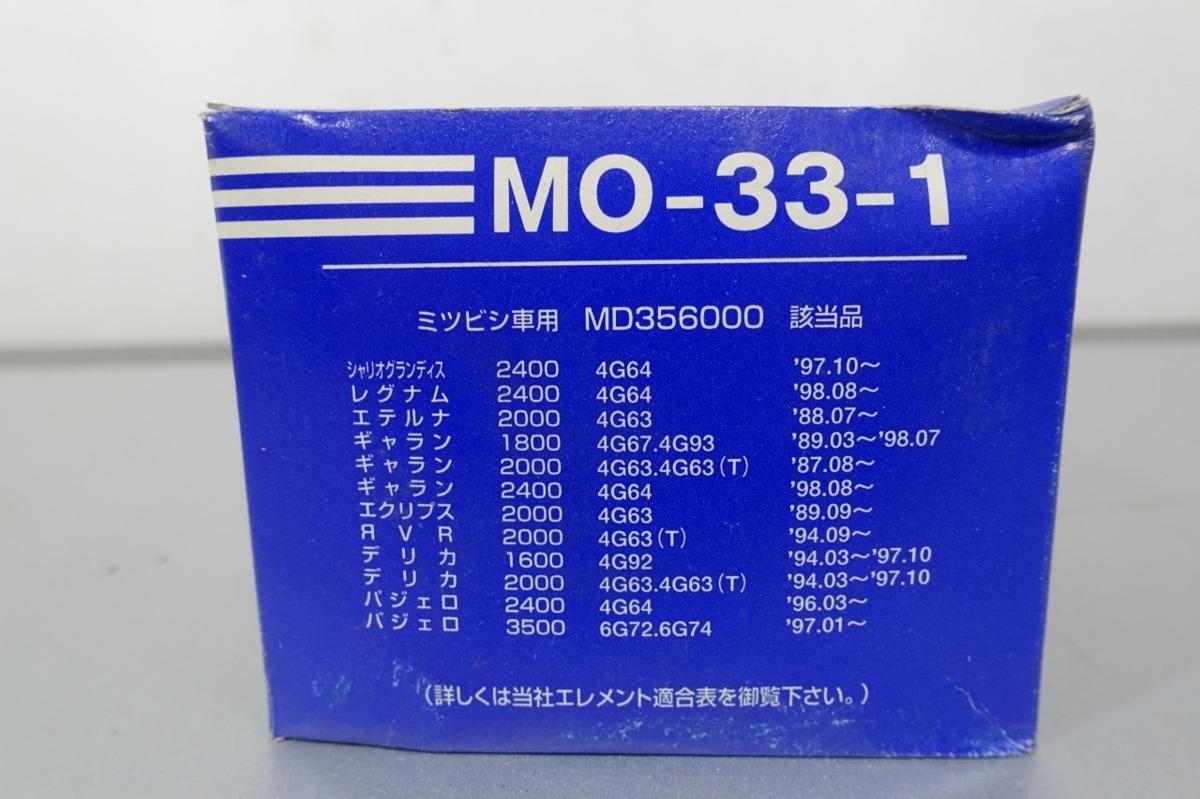 MO-33-1
ミツビシ車用 MD356000 該当品
シャリオグランディス 2400 4G64 '97.10〜
レグナム 2400 4G64 '98.08〜
エテルナ 2000 4G63 '88.07〜
ギャラン 1800 4G67.4G93 '89.03〜'98.07
ギャラン 2000 4G63.4G63(T) '87.08〜
ギャラン 2400 4G64 '98.08〜
エクリプス 2000 4G63 '89.09〜
ЯVR 2000 4G63(T) '94.09〜
デリカ 1600 4G92 '94.03〜'97.10
デリカ 2000 4G63.4G63(T) '94.03〜'97.10
パジェロ 2400 4G64 '96.03〜
パジェロ 3500 6G72.6G74 '97.01〜
(詳しくは当社エレメント適合表を御覧下さい。)